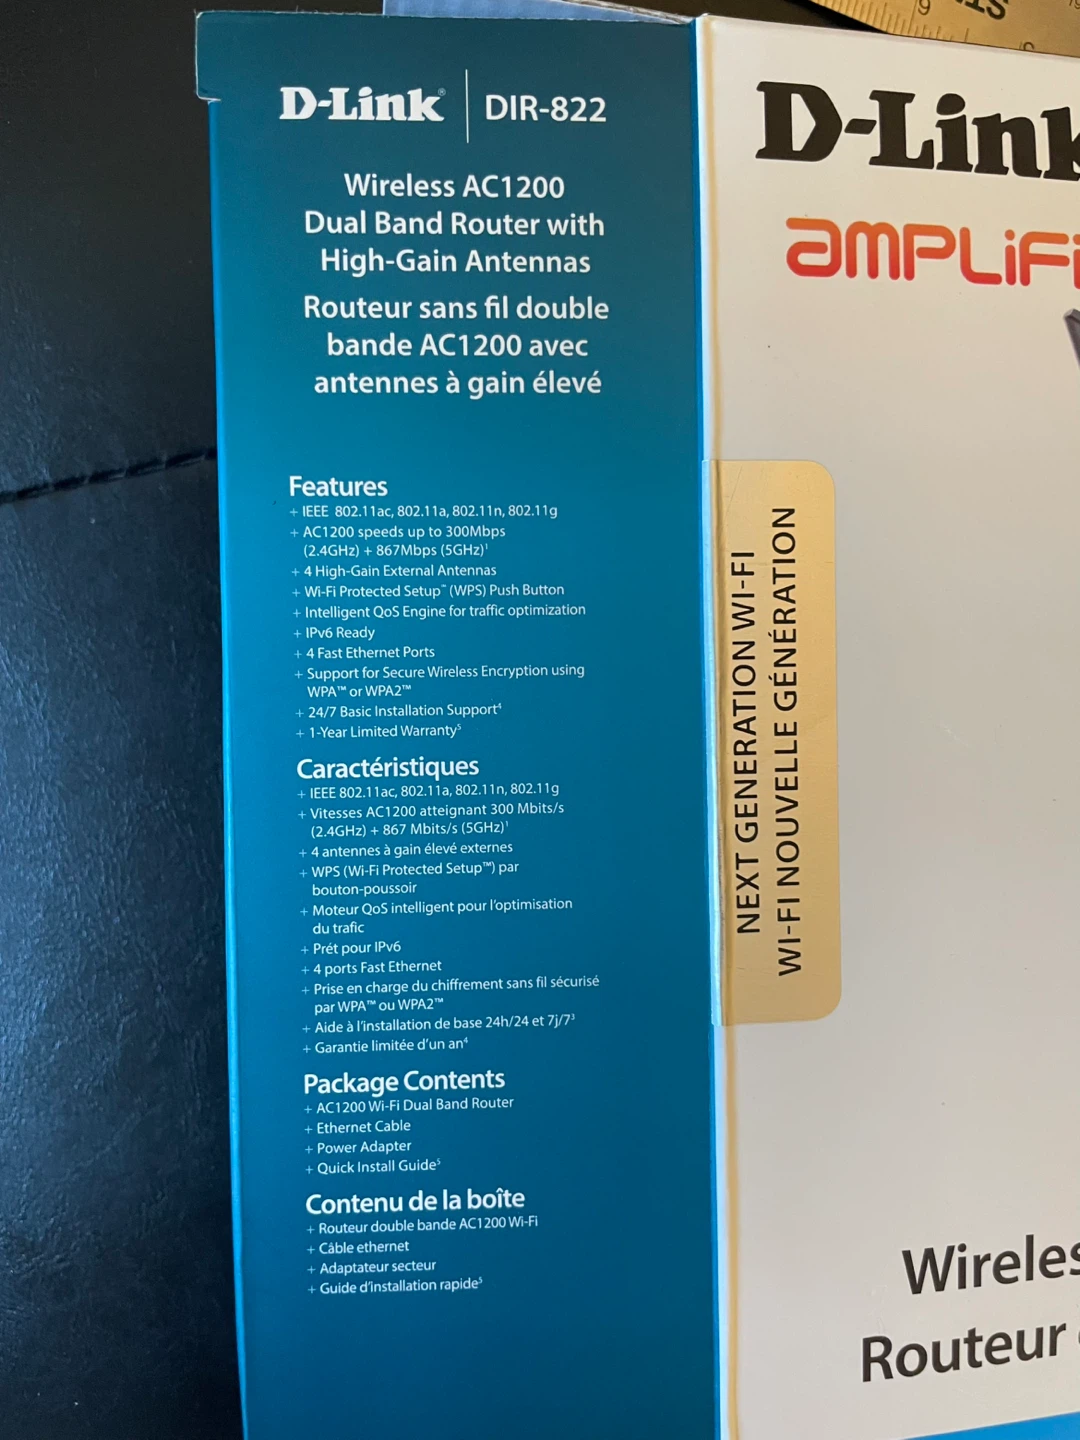 D-Link® DIR-822
Wireless AC1200
Dual Band Router with
High-Gain Antennas
Routeur sans fil double
bande AC1200 avec
antennes à gain élevé
Features
+ IEEE 802.11ac, 802.11a, 802.11n, 802.11g
+ AC1200 speeds up to 300Mbps
(2.4GHz) + 867Mbps (5GHz)¹
+ 4 High-Gain External Antennas
+ Wi-Fi Protected Setup™ (WPS) Push Button
+ Intelligent QoS Engine for traffic optimization
+ IPv6 Ready
+ 4 Fast Ethernet Ports
+ Support for Secure Wireless Encryption using
WPA™ or WPA2™
+ 24/7 Basic Installation Support⁴
+ 1-Year Limited Warranty⁵
Caractéristiques
+ IEEE 802.11ac, 802.11a, 802.11n, 802.11g
+ Vitesses AC1200 atteignant 300 Mbits/s
(2.4GHz) + 867 Mbits/s (5GHz)¹
+ 4 antennes à gain élevé externes
+ WPS (Wi-Fi Protected Setup™) par
bouton-poussoir
+ Moteur QoS intelligent pour l'optimisation
du trafic
+ Prét pour IPv6
+ 4 ports Fast Ethernet
+ Prise en charge du chiffrement sans fil sécurisé
par WPA™ ou WPA2™
+ Aide à l'installation de base 24h/24 et 7j/7³
+ Garantie limitée d'un an⁴
Package Contents
+ AC1200 Wi-Fi Dual Band Router
+ Ethernet Cable
+ Power Adapter
+ Quick Install Guide⁵
Contenu de la boîte
+ Routeur double bande AC1200 Wi-Fi
+ Câble ethernet
+ Adaptateur secteur
+ Guide d'installation rapide⁵
D-Link
AMPLiFi
NEXT GENERATION WI-FI
WI-FI NOUVELLE GÉNÉRATION
Wireles
Routeur
9